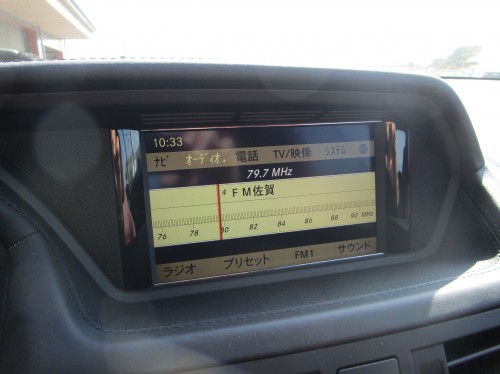 10:33
ﾅﾋﾞ ｵｰﾃﾞｨｵ 電話 TV/映像 ｼｽﾃﾑ
79.7 MHz
4 FM佐賀
76 78 80 82 84 86 88 90 MHz
ラジオ プリセット FM1 サウンド